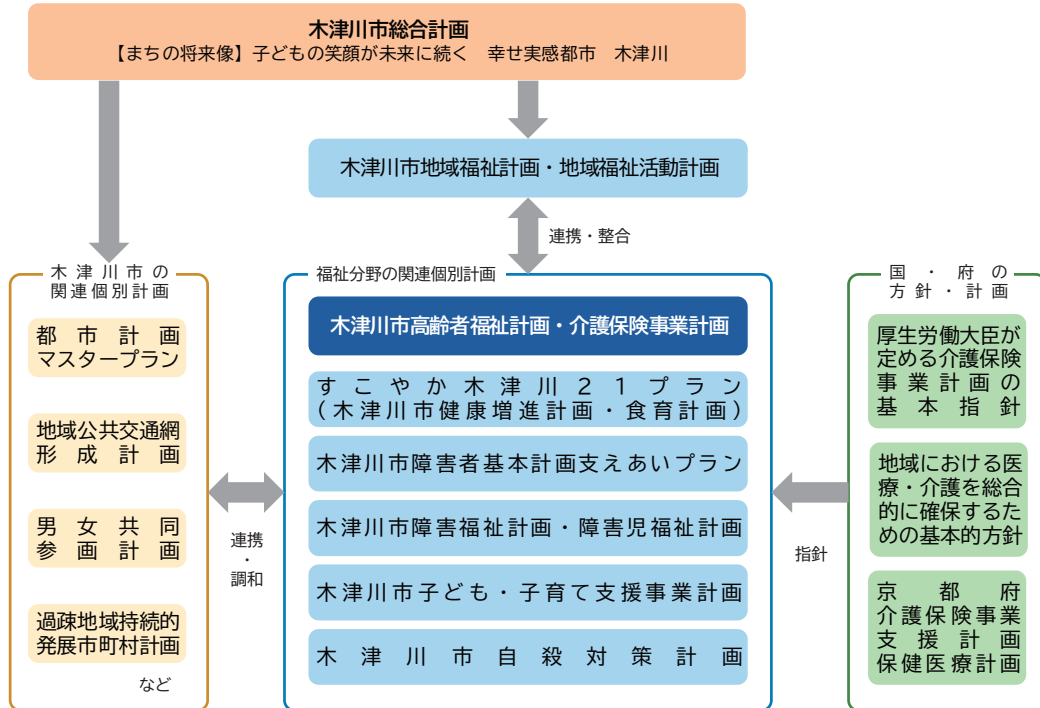 木津川市総合計画
【まちの将来像】子どもの笑顔が未来に続く　幸せ実感都市　木津川
木津川市地域福祉計画・地域福祉活動計画
連携・整合
木津川市の
関連個別計画
都市計画
マスタープラン
地域公共交通網
形成計画
男女共同
参画計画
過疎地域持続的
発展市町村計画
など
連携
・
調和
福祉分野の関連個別計画
木津川市高齢者福祉計画・介護保険事業計画
すこやか木津川２１プラン
(木津川市健康増進計画・食育計画)
木津川市障害者基本計画支えあいプラン
木津川市障害福祉計画・障害児福祉計画
木津川市子ども・子育て支援事業計画
木津川市自殺対策計画
指針
国・府の
方針・計画
厚生労働大臣が
定める介護保険
事業計画の
基本指針
地域における医
療・介護を総合
的に確保するた
めの基本的方針
京都府
介護保険事業
支援計画
保健医療計画